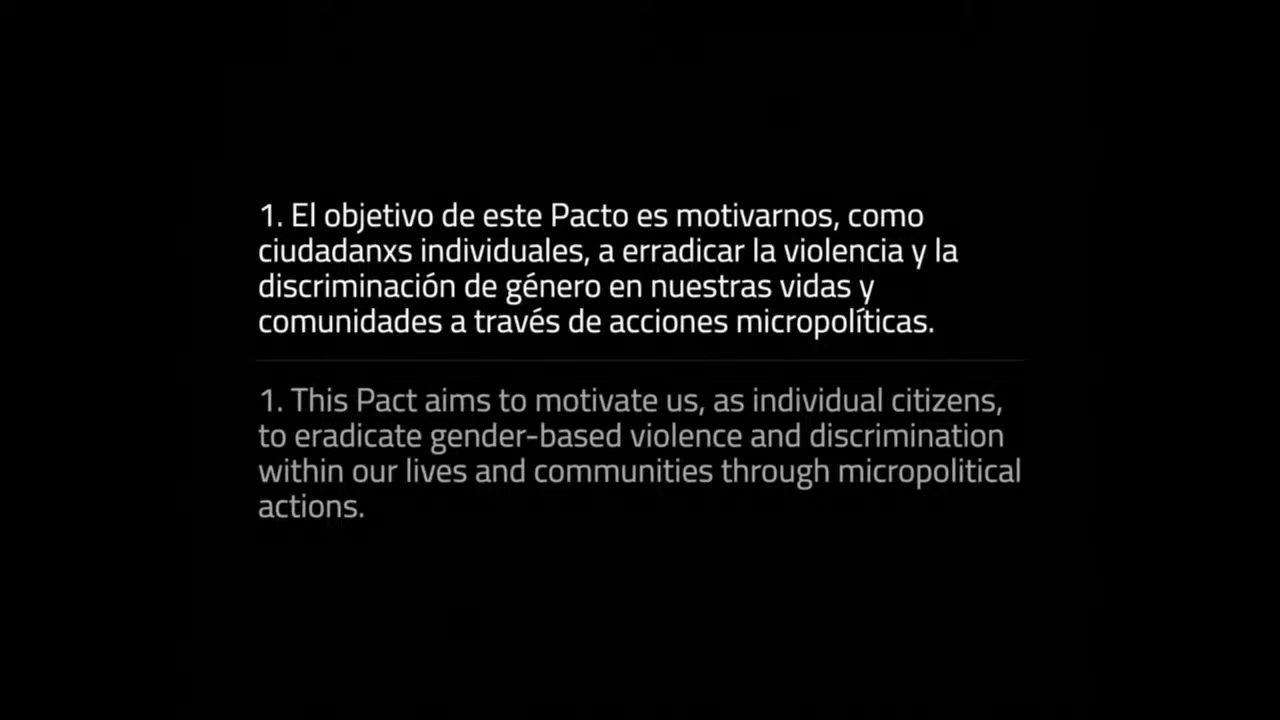 1. El objetivo de este Pacto es motivarnos, como
ciudadanxs individuales, a erradicar la violencia y la
discriminación de género en nuestras vidas y
comunidades a través de acciones micropolíticas.
1. This Pact aims to motivate us, as individual citizens,
to eradicate gender-based violence and discrimination
within our lives and communities through micropolitical
actions.